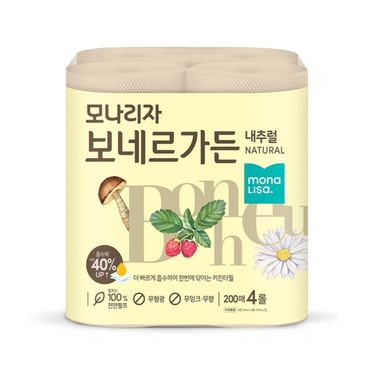 모나리자
보네르가든 내추럴
NATURAL
mona
LISA.
Bonheu
흡수력
40%
UP↑
더 빠르게 흡수하여 한번에 닦이는 키친타월
100%
천연펄프
무형광
무잉크·무향
200매 4롤